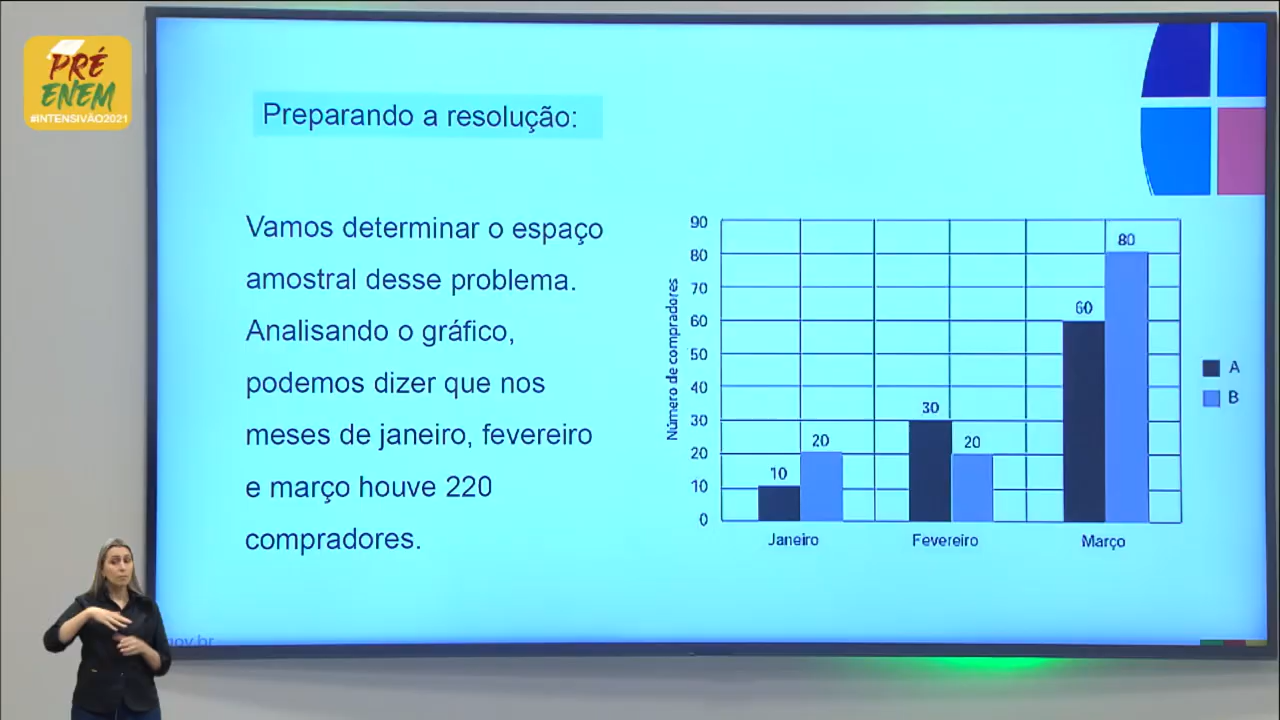 PRÉ
ENEM
#INTENSIVÃO2021
Preparando a resolução:
Vamos determinar o espaço
amostral desse problema.
Analisando o gráfico,
podemos dizer que nos
meses de janeiro, fevereiro
e março houve 220
compradores.
Número de compradores
90
80
70
60
50
40
30
20
10
0
10
20
30
20
60
80
Janeiro
Fevereiro
Março
A
B
gov.br